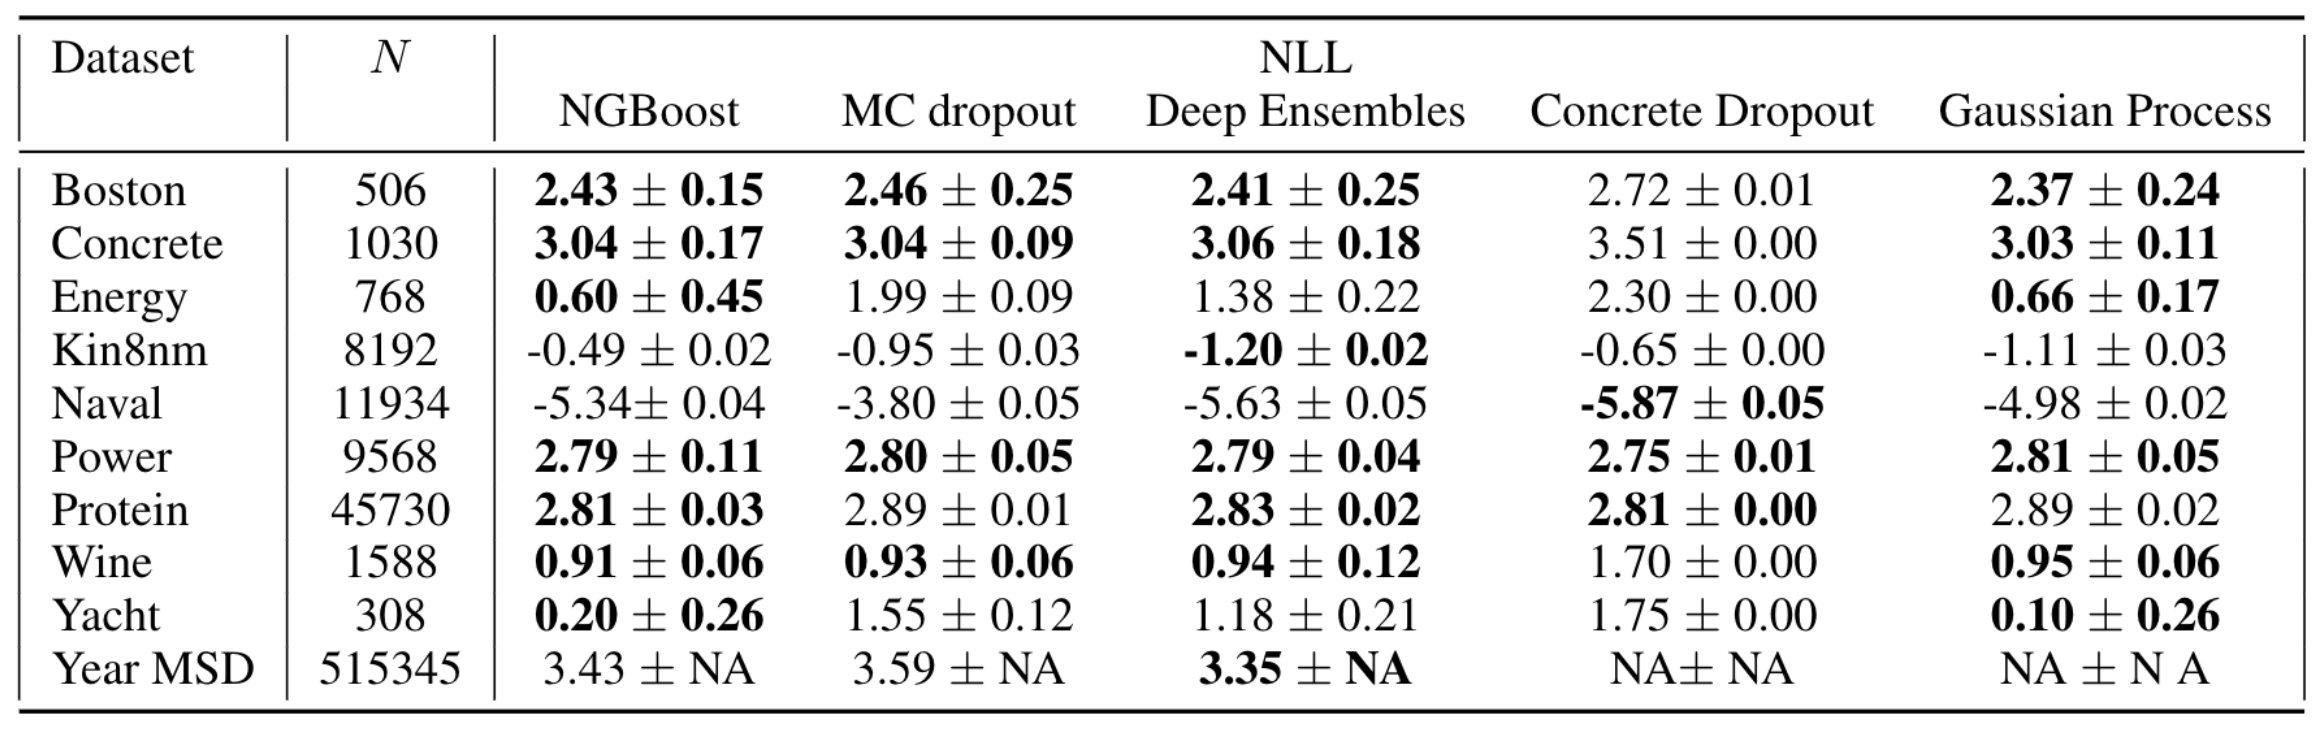 Dataset N NLL
NGBoost MC dropout Deep Ensembles Concrete Dropout Gaussian Process
Boston 506 2.43 ± 0.15 2.46 ± 0.25 2.41 ± 0.25 2.72 ± 0.01 2.37 ± 0.24
Concrete 1030 3.04 ± 0.17 3.04 ± 0.09 3.06 ± 0.18 3.51 ± 0.00 3.03 ± 0.11
Energy 768 0.60 ± 0.45 1.99 ± 0.09 1.38 ± 0.22 2.30 ± 0.00 0.66 ± 0.17
Kin8nm 8192 -0.49 ± 0.02 -0.95 ± 0.03 -1.20 ± 0.02 -0.65 ± 0.00 -1.11 ± 0.03
Naval 11934 -5.34± 0.04 -3.80 ± 0.05 -5.63 ± 0.05 -5.87 ± 0.05 -4.98 ± 0.02
Power 9568 2.79 ± 0.11 2.80 ± 0.05 2.79 ± 0.04 2.75 ± 0.01 2.81 ± 0.05
Protein 45730 2.81 ± 0.03 2.89 ± 0.01 2.83 ± 0.02 2.81 ± 0.00 2.89 ± 0.02
Wine 1588 0.91 ± 0.06 0.93 ± 0.06 0.94 ± 0.12 1.70 ± 0.00 0.95 ± 0.06
Yacht 308 0.20 ± 0.26 1.55 ± 0.12 1.18 ± 0.21 1.75 ± 0.00 0.10 ± 0.26
Year MSD 515345 3.43 ± NA 3.59 ± NA 3.35 ± NA NA± NA NA ± N A